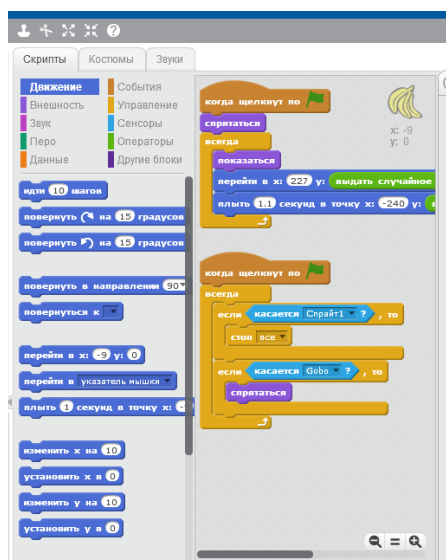 Скрипты Костюмы Звуки
Движение События
Внешность Управление
Звук Сенсоры
Перо Операторы
Данные Другие блоки
идти 10 шагов
повернуть на 15 градусов
повернуть на 15 градусов
повернуть в направлении 90
повернуться к
перейти в x: -9 y: 0
перейти в указатель мышки
плыть 1 секунд в точку x:
изменить x на 10
установить x в 0
изменить y на 10
установить y в 0
когда щелкнут по
спрятаться
всегда
показаться
перейти в x: 227 y: выдать случайное
плыть 1.1 секунд в точку x: -240 y:
x: -9
y: 0
когда щелкнут по
всегда
если касается Спрайт1 ? , то
стоп все
если касается Gobo ? , то
спрятаться